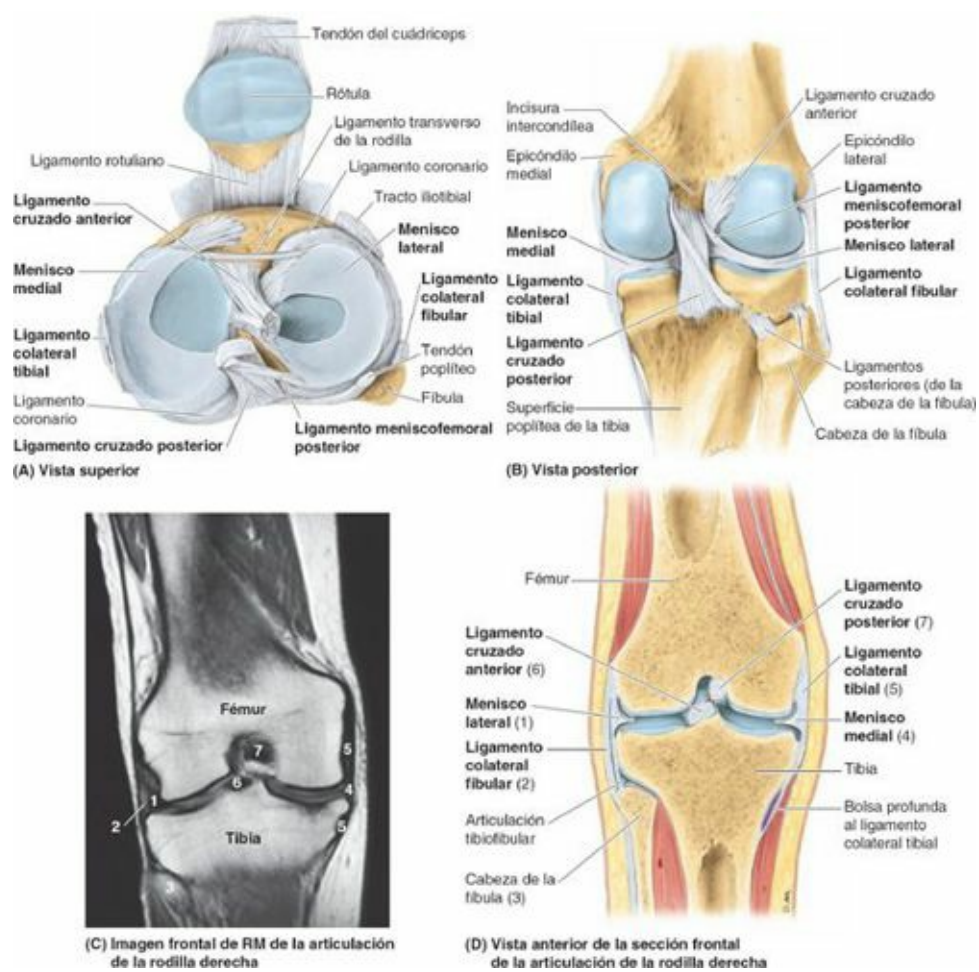 Tendón del cuádriceps
Rótula
Ligamento transverso
de la rodilla
Ligamento rotuliano
Ligamento coronario
Ligamento
cruzado anterior
Tracto iliotibial
Menisco
lateral
Menisco
medial
Ligamento
colateral
fibular
Ligamento
colateral
tibial
Tendón
poplíteo
Ligamento
coronario
Fíbula
Ligamento cruzado posterior
Ligamento meniscofemoral
posterior
(A) Vista superior
Incisura
intercondílea
Ligamento cruzado
anterior
Epicóndilo
medial
Epicóndilo
lateral
Ligamento
meniscofemoral
posterior
Menisco
medial
Menisco lateral
Ligamento
colateral
tibial
Ligamento
colateral fibular
Ligamento
cruzado
posterior
Ligamentos
posteriores (de la
cabeza de la fíbula)
Superficie
poplítea de la tibia
Cabeza de la fíbula
(B) Vista posterior
Fémur
7
5
6
1
4
2
Tibia
5
3
(C) Imagen frontal de RM de la articulación
de la rodilla derecha
Fémur
Ligamento
cruzado
posterior (7)
Ligamento
cruzado
anterior (6)
Ligamento
colateral
tibial (5)
Menisco
lateral (1)
Menisco
medial (4)
Ligamento
colateral
fibular (2)
Tibia
Articulación
tibiofibular
Bolsa profunda
al ligamento
colateral tibial
Cabeza de la
fíbula (3)
(D) Vista anterior de la sección frontal
de la articulación de la rodilla derecha